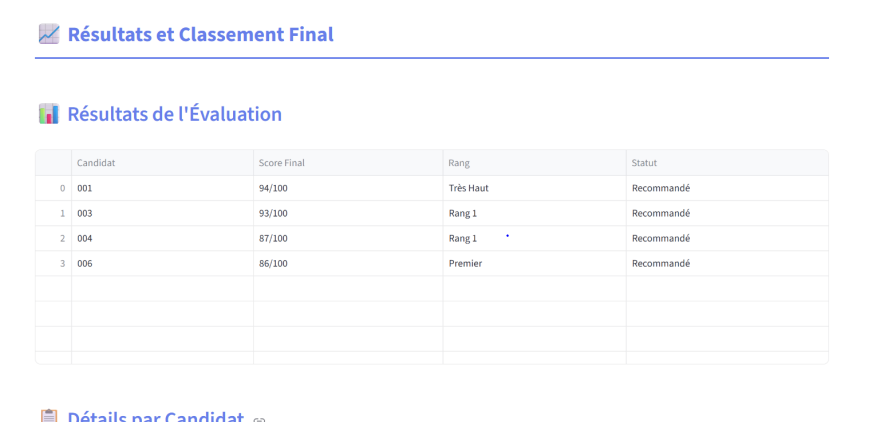 Résultats et Classement Final
Résultats de l'Évaluation
Candidat Score Final Rang Statut
0 001 94/100 Très Haut Recommandé
1 003 93/100 Rang 1 Recommandé
2 004 87/100 Rang 1 Recommandé
3 006 86/100 Premier Recommandé
Détails par Candidat